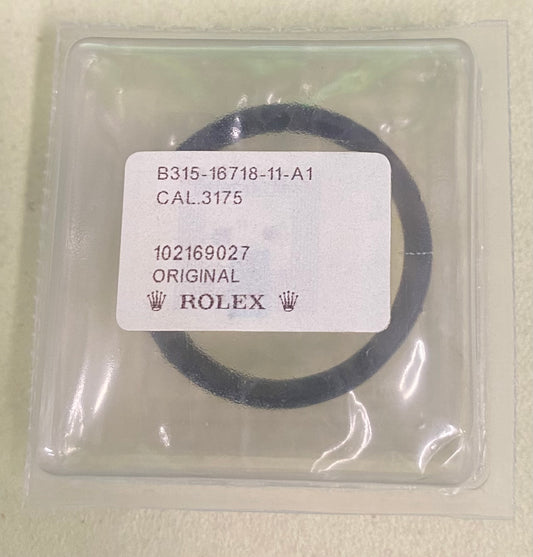 B315-16718-11-A1
CAL.3175
102169027
ORIGINAL
ROLEX